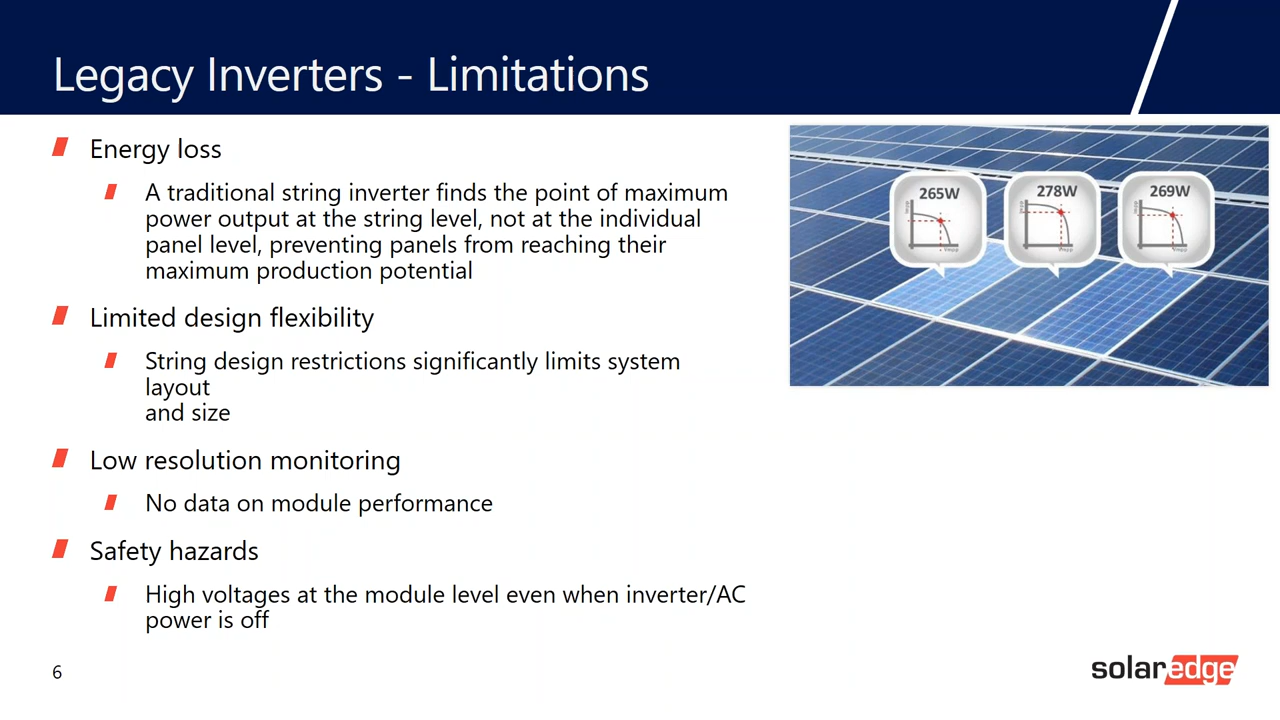 Legacy Inverters - Limitations
Energy loss
A traditional string inverter finds the point of maximum
power output at the string level, not at the individual
panel level, preventing panels from reaching their
maximum production potential
Limited design flexibility
String design restrictions significantly limits system
layout
and size
Low resolution monitoring
No data on module performance
Safety hazards
High voltages at the module level even when inverter/AC
power is off
265W
278W
269W
6
solaredge